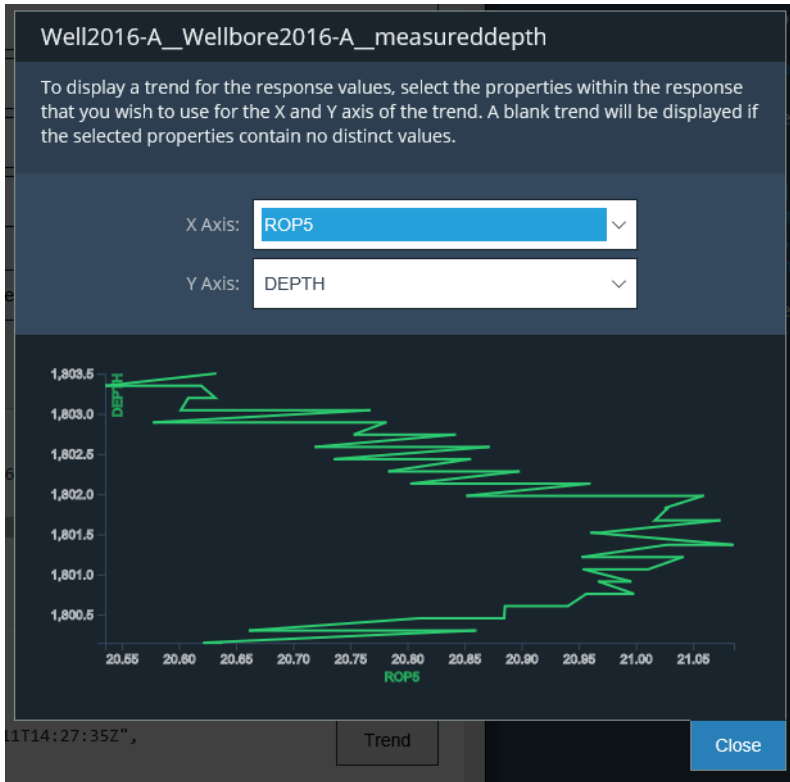 Well2016-A__Wellbore2016-A__measureddepth
To display a trend for the response values, select the properties within the response
that you wish to use for the X and Y axis of the trend. A blank trend will be displayed if
the selected properties contain no distinct values.
X Axis: ROP5
Y Axis: DEPTH
1,803.5
1,803.0
1,802.5
1,802.0
1,801.5
1,801.0
1,800.5
DEPTH
20.55 20.60 20.65 20.70 20.75 20.80 20.85 20.90 20.95 21.00 21.05
ROP5
11T14:27:35Z",
Trend
Close